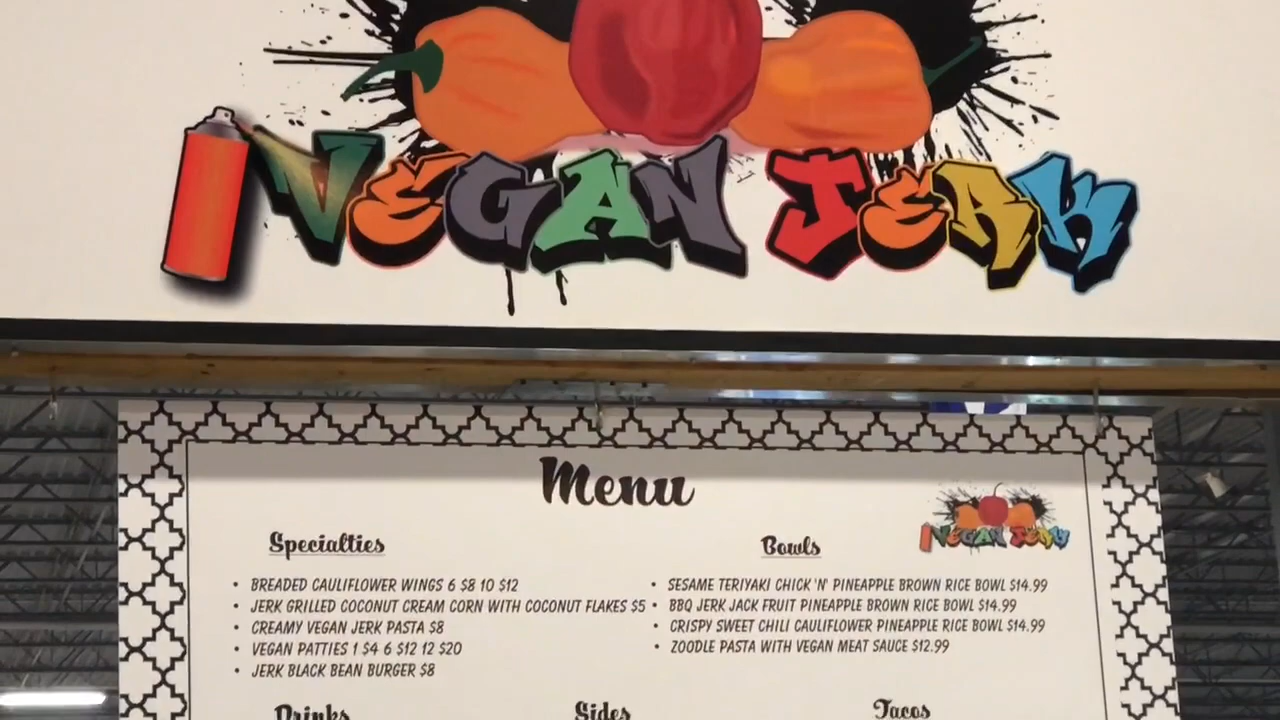 VEGAN JERK
Menu
VEGAN JERK
Specialties
• BREADED CAULIFLOWER WINGS 6 $8 10 $12
• JERK GRILLED COCONUT CREAM CORN WITH COCONUT FLAKES $5
• CREAMY VEGAN JERK PASTA $8
• VEGAN PATTIES 1 $4 6 $12 12 $20
• JERK BLACK BEAN BURGER $8
Bowls
• SESAME TERIYAKI CHICK 'N' PINEAPPLE BROWN RICE BOWL $14.99
• BBQ JERK JACK FRUIT PINEAPPLE BROWN RICE BOWL $14.99
• CRISPY SWEET CHILI CAULIFLOWER PINEAPPLE RICE BOWL $14.99
• ZOODLE PASTA WITH VEGAN MEAT SAUCE $12.99
Drinks
Sides
Tacos